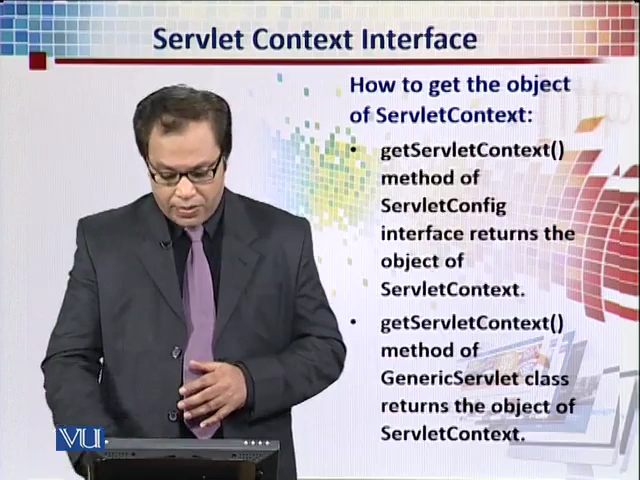 Servlet Context Interface
How to get the object
of ServletContext:
• getServletContext()
method of
ServletConfig
interface returns the
object of
ServletContext.
• getServletContext()
method of
GenericServlet class
returns the object of
ServletContext.
VU